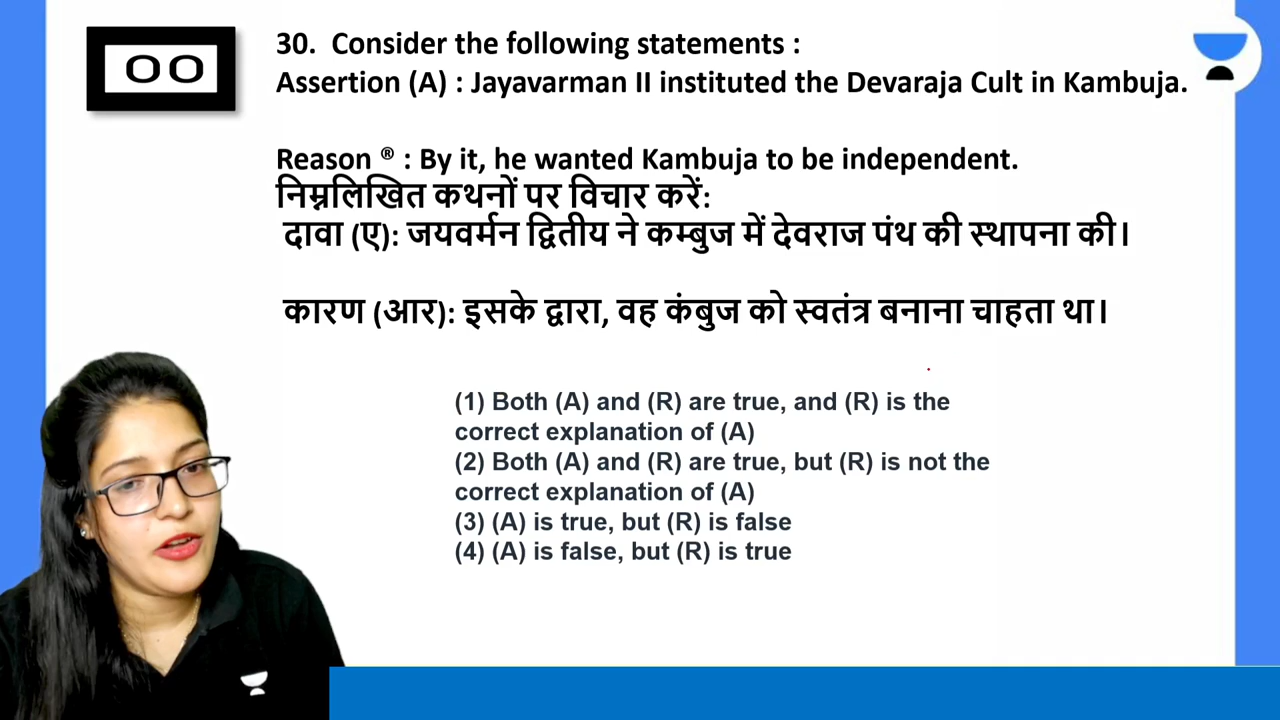 00
30. Consider the following statements :
Assertion (A) : Jayavarman II instituted the Devaraja Cult in Kambuja.
Reason ® : By it, he wanted Kambuja to be independent.
निम्नलिखित कथनों पर विचार करें:
दावा (ए): जयवर्मन द्वितीय ने कम्बुज में देवराज पंथ की स्थापना की।
कारण (आर): इसके द्वारा, वह कंबुज को स्वतंत्र बनाना चाहता था।
(1) Both (A) and (R) are true, and (R) is the
correct explanation of (A)
(2) Both (A) and (R) are true, but (R) is not the
correct explanation of (A)
(3) (A) is true, but (R) is false
(4) (A) is false, but (R) is true